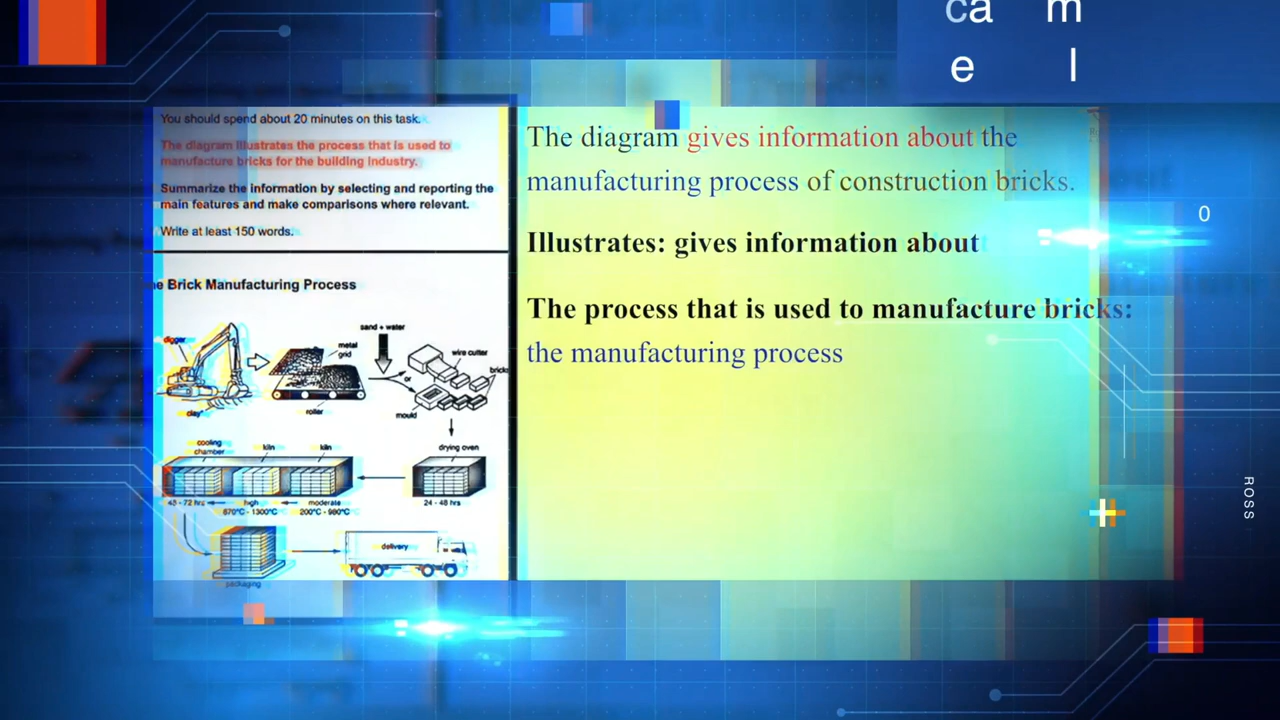 ca m
e l
You should spend about 20 minutes on this task.
The diagram illustrates the process that is used to
manufacture bricks for the building industry.
Summarize the information by selecting and reporting the
main features and make comparisons where relevant.
Write at least 150 words.
The diagram gives information about the
manufacturing process of construction bricks.
Illustrates: gives information about
The process that is used to manufacture bricks:
the manufacturing process
0
ROSS
e Brick Manufacturing Process
sand + water
digger
metal
grid
wire cutter
bricks
or
clay*
roller
mould
cooling
chamber
kiln
kiln
drying oven
48 - 72 hrs
high
moderate
24 - 48 hrs
870°C - 1300°C
200°C - 980°C
delivery
packaging